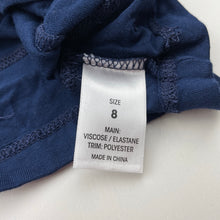 SIZE
8
MAIN:
VISCOSE / ELASTANE
TRIM: POLYESTER
MADE IN CHINA